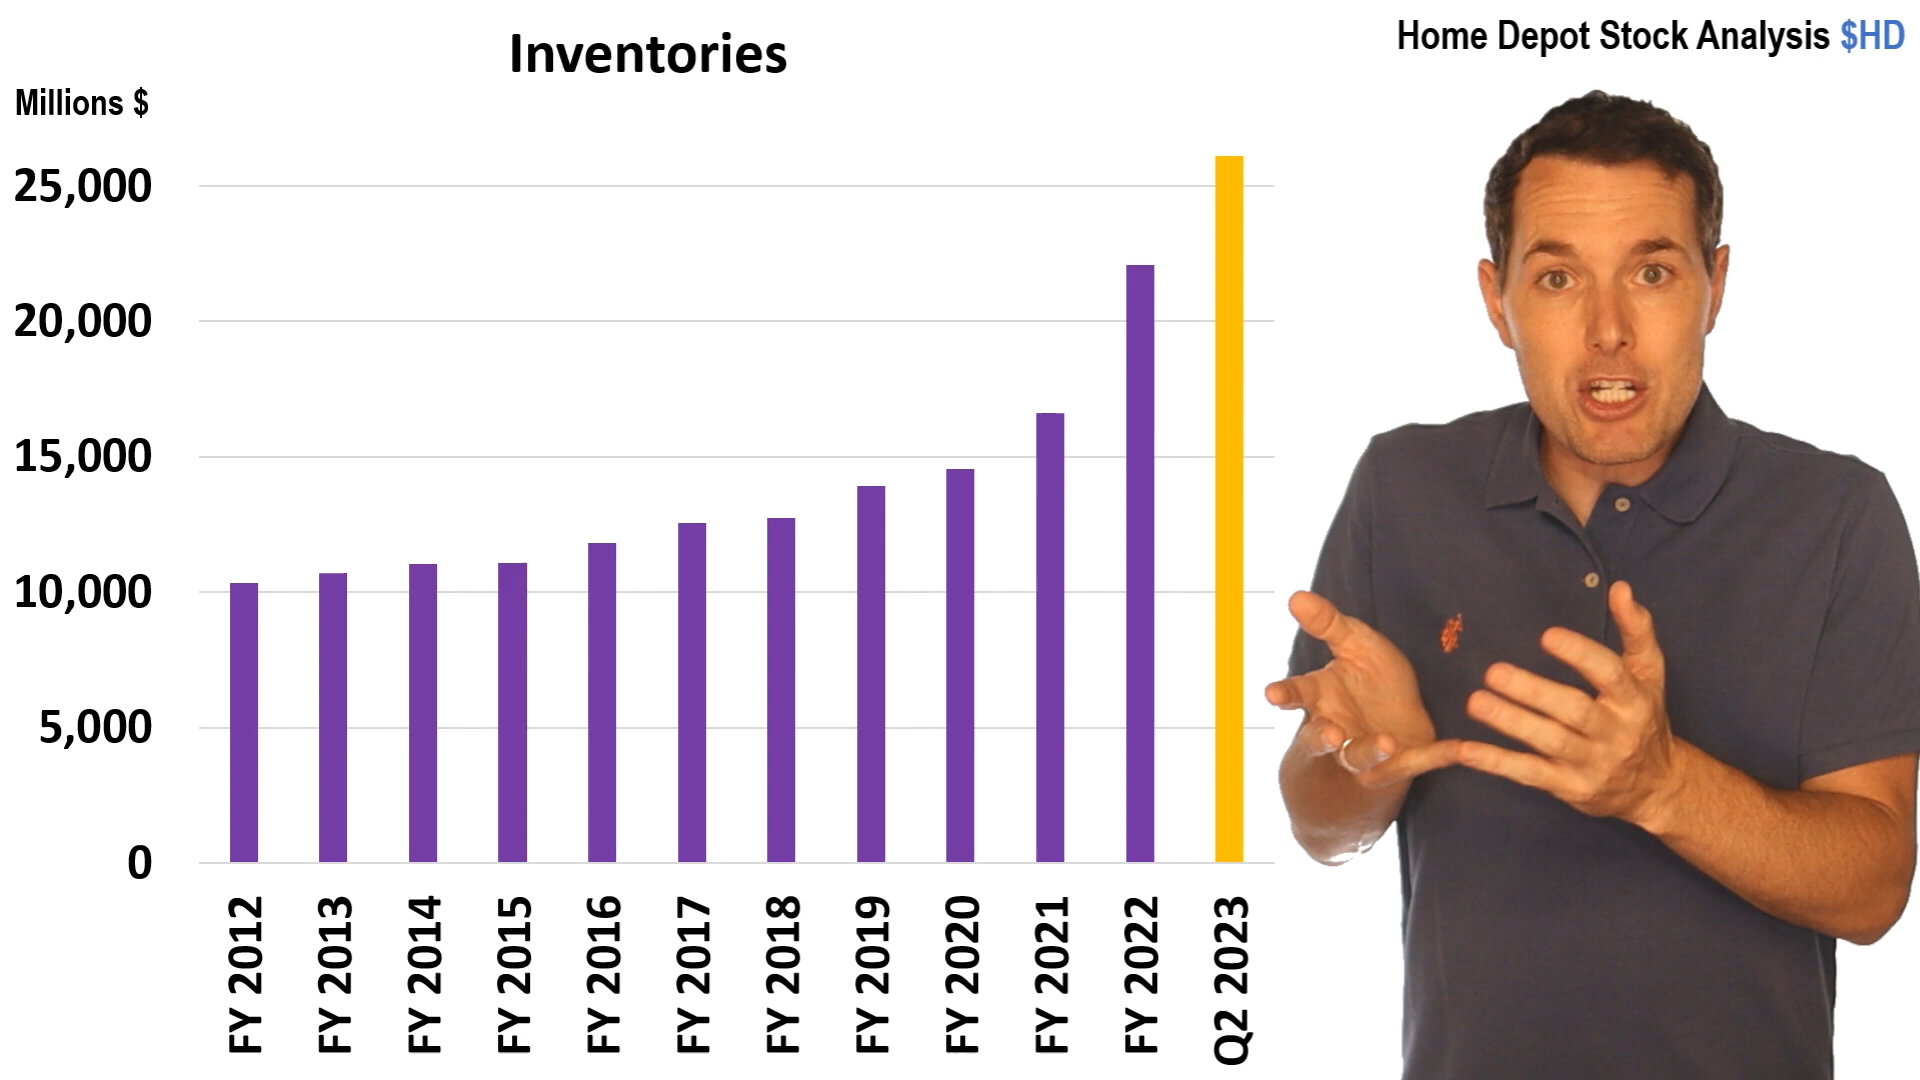 Inventories
Home Depot Stock Analysis $HD
Millions $
25,000
20,000
15,000
10,000
5,000
0
FY 2012
FY 2013
FY 2014
FY 2015
FY 2016
FY 2017
FY 2018
FY 2019
FY 2020
FY 2021
FY 2022
Q2 2023